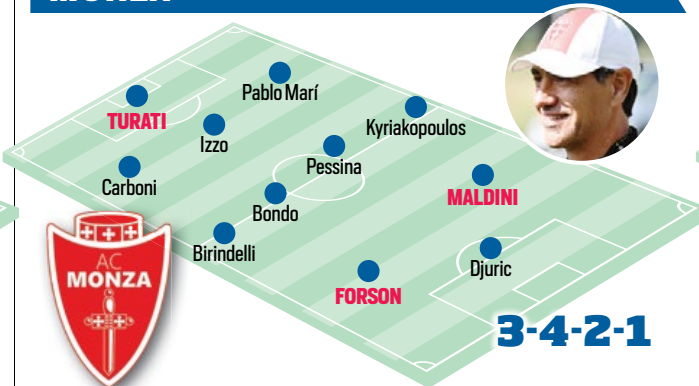 Pablo Marí
TURATI
Kyriakopoulos
Izzo
Pessina
Carboni
MALDINI
Bondo
Birindelli
Djuric
FORSON
AC
MONZA
3-4-2-1